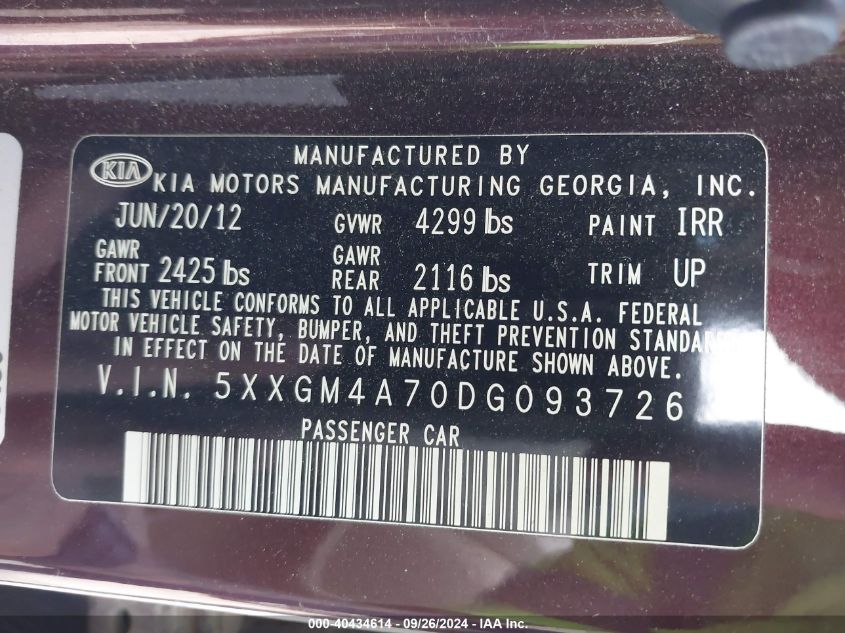 MANUFACTURED BY
KIA KIA MOTORS MANUFACTURING GEORGIA, INC.
JUN/20/12 GVWR 4299 lbs PAINT IRR
GAWR FRONT 2425 lbs GAWR REAR 2116 lbs TRIM UP
THIS VEHICLE CONFORMS TO ALL APPLICABLE U.S.A. FEDERAL
MOTOR VEHICLE SAFETY, BUMPER, AND THEFT PREVENTION STANDARDS
IN EFFECT ON THE DATE OF MANUFACTURE SHOWN ABOVE.
V.I.N. 5XXGM4A70DG093726
PASSENGER CAR
000-40434614 - 09/26/2024 - IAA Inc.